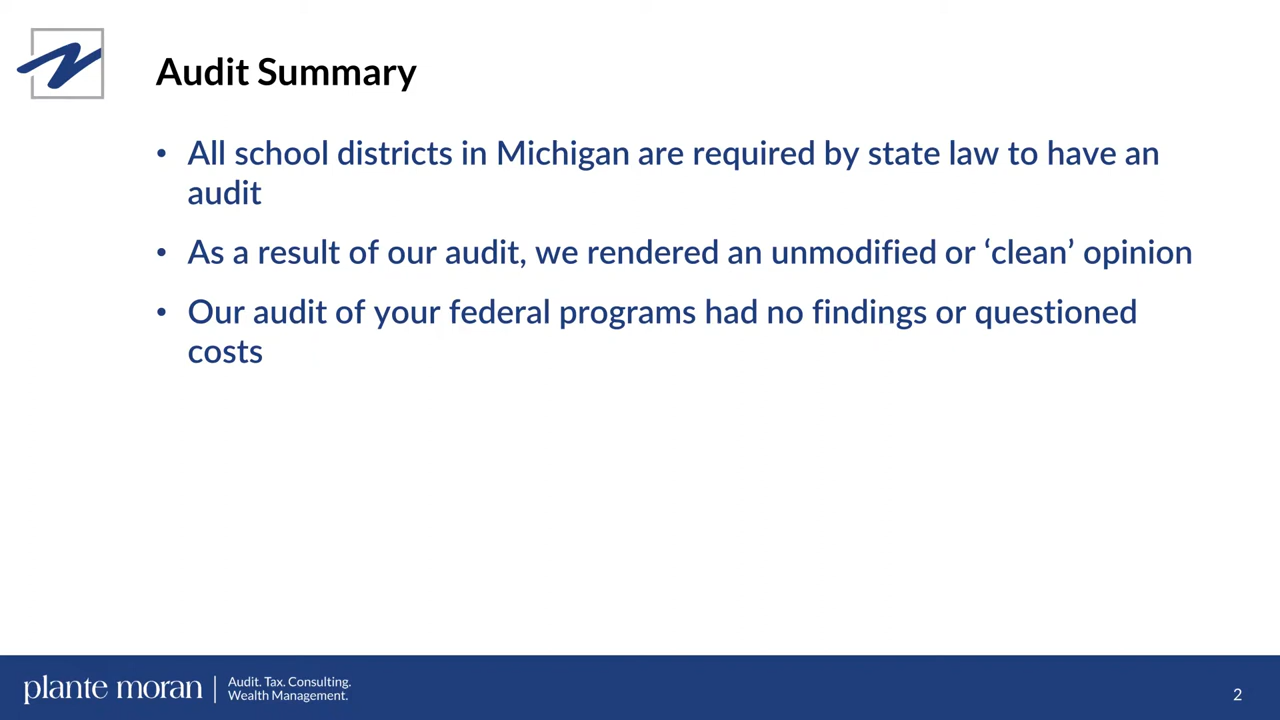 Audit Summary
• All school districts in Michigan are required by state law to have an
audit
• As a result of our audit, we rendered an unmodified or ‘clean’ opinion
• Our audit of your federal programs had no findings or questioned
costs
plante moran
Audit. Tax. Consulting.
Wealth Management.
2